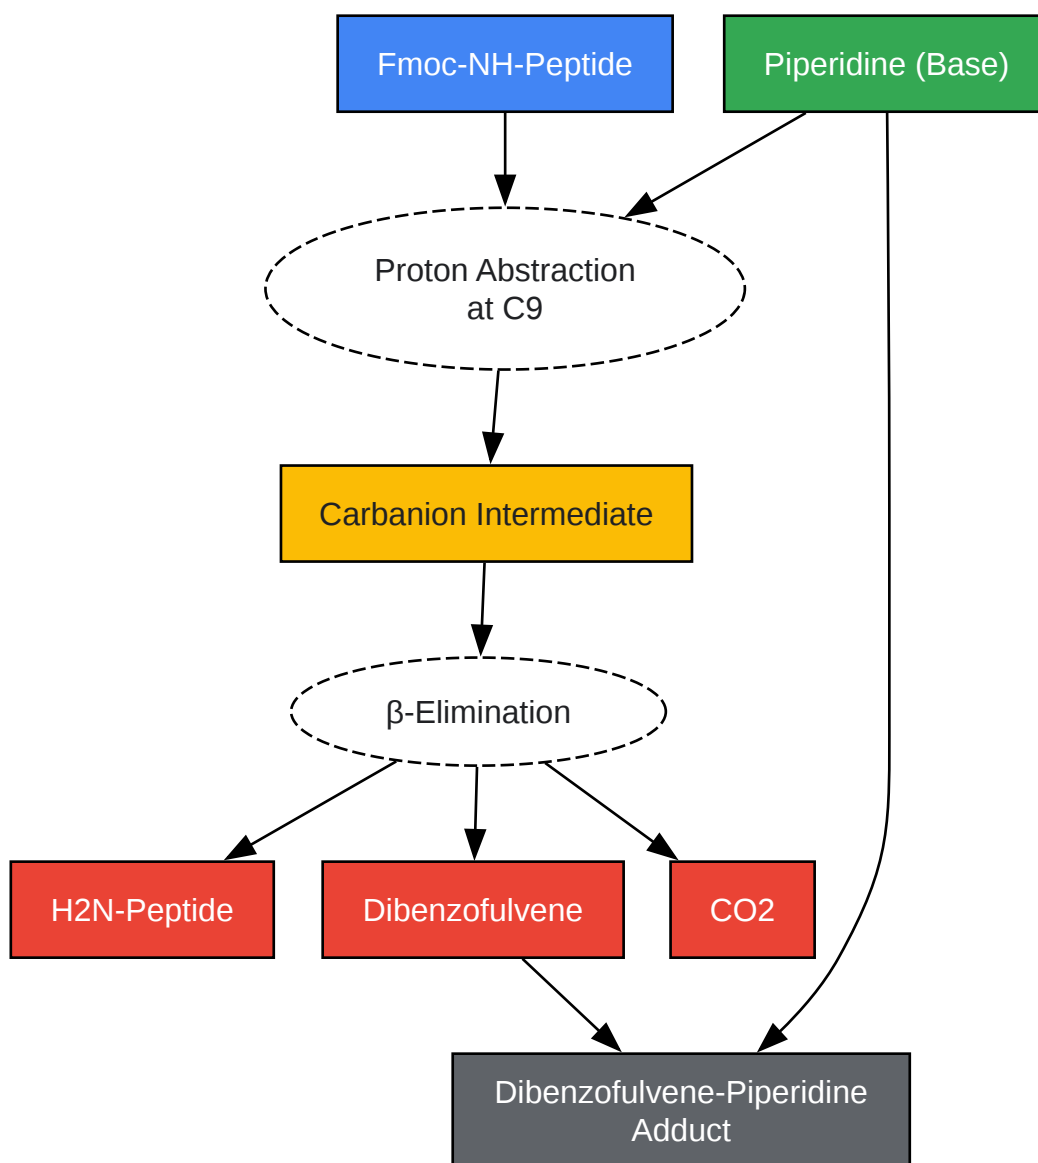 Fmoc-NH-Peptide
Piperidine (Base)
Proton Abstraction
at C9
Carbanion Intermediate
β-Elimination
H2N-Peptide
Dibenzofulvene
CO2
Dibenzofulvene-Piperidine
Adduct